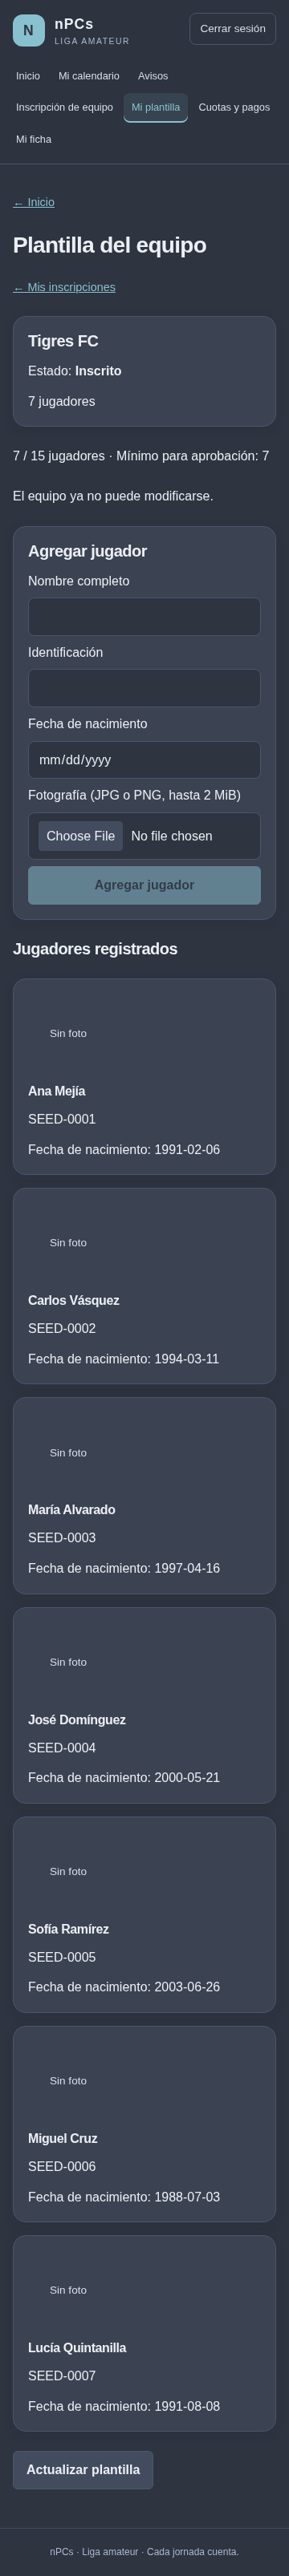 N
nPCs
LIGA AMATEUR
Cerrar sesión
Inicio
Mi calendario
Avisos
Inscripción de equipo
Mi plantilla
Cuotas y pagos
Mi ficha
← Inicio
Plantilla del equipo
← Mis inscripciones
Tigres FC
Estado: Inscrito
7 jugadores
7 / 15 jugadores · Mínimo para aprobación: 7
El equipo ya no puede modificarse.
Agregar jugador
Nombre completo
Identificación
Fecha de nacimiento
mm/dd/yyyy
Fotografía (JPG o PNG, hasta 2 MiB)
Choose File No file chosen
Agregar jugador
Jugadores registrados
Sin foto
Ana Mejía
SEED-0001
Fecha de nacimiento: 1991-02-06
Sin foto
Carlos Vásquez
SEED-0002
Fecha de nacimiento: 1994-03-11
Sin foto
María Alvarado
SEED-0003
Fecha de nacimiento: 1997-04-16
Sin foto
José Domínguez
SEED-0004
Fecha de nacimiento: 2000-05-21
Sin foto
Sofía Ramírez
SEED-0005
Fecha de nacimiento: 2003-06-26
Sin foto
Miguel Cruz
SEED-0006
Fecha de nacimiento: 1988-07-03
Sin foto
Lucía Quintanilla
SEED-0007
Fecha de nacimiento: 1991-08-08
Actualizar plantilla
nPCs · Liga amateur · Cada jornada cuenta.